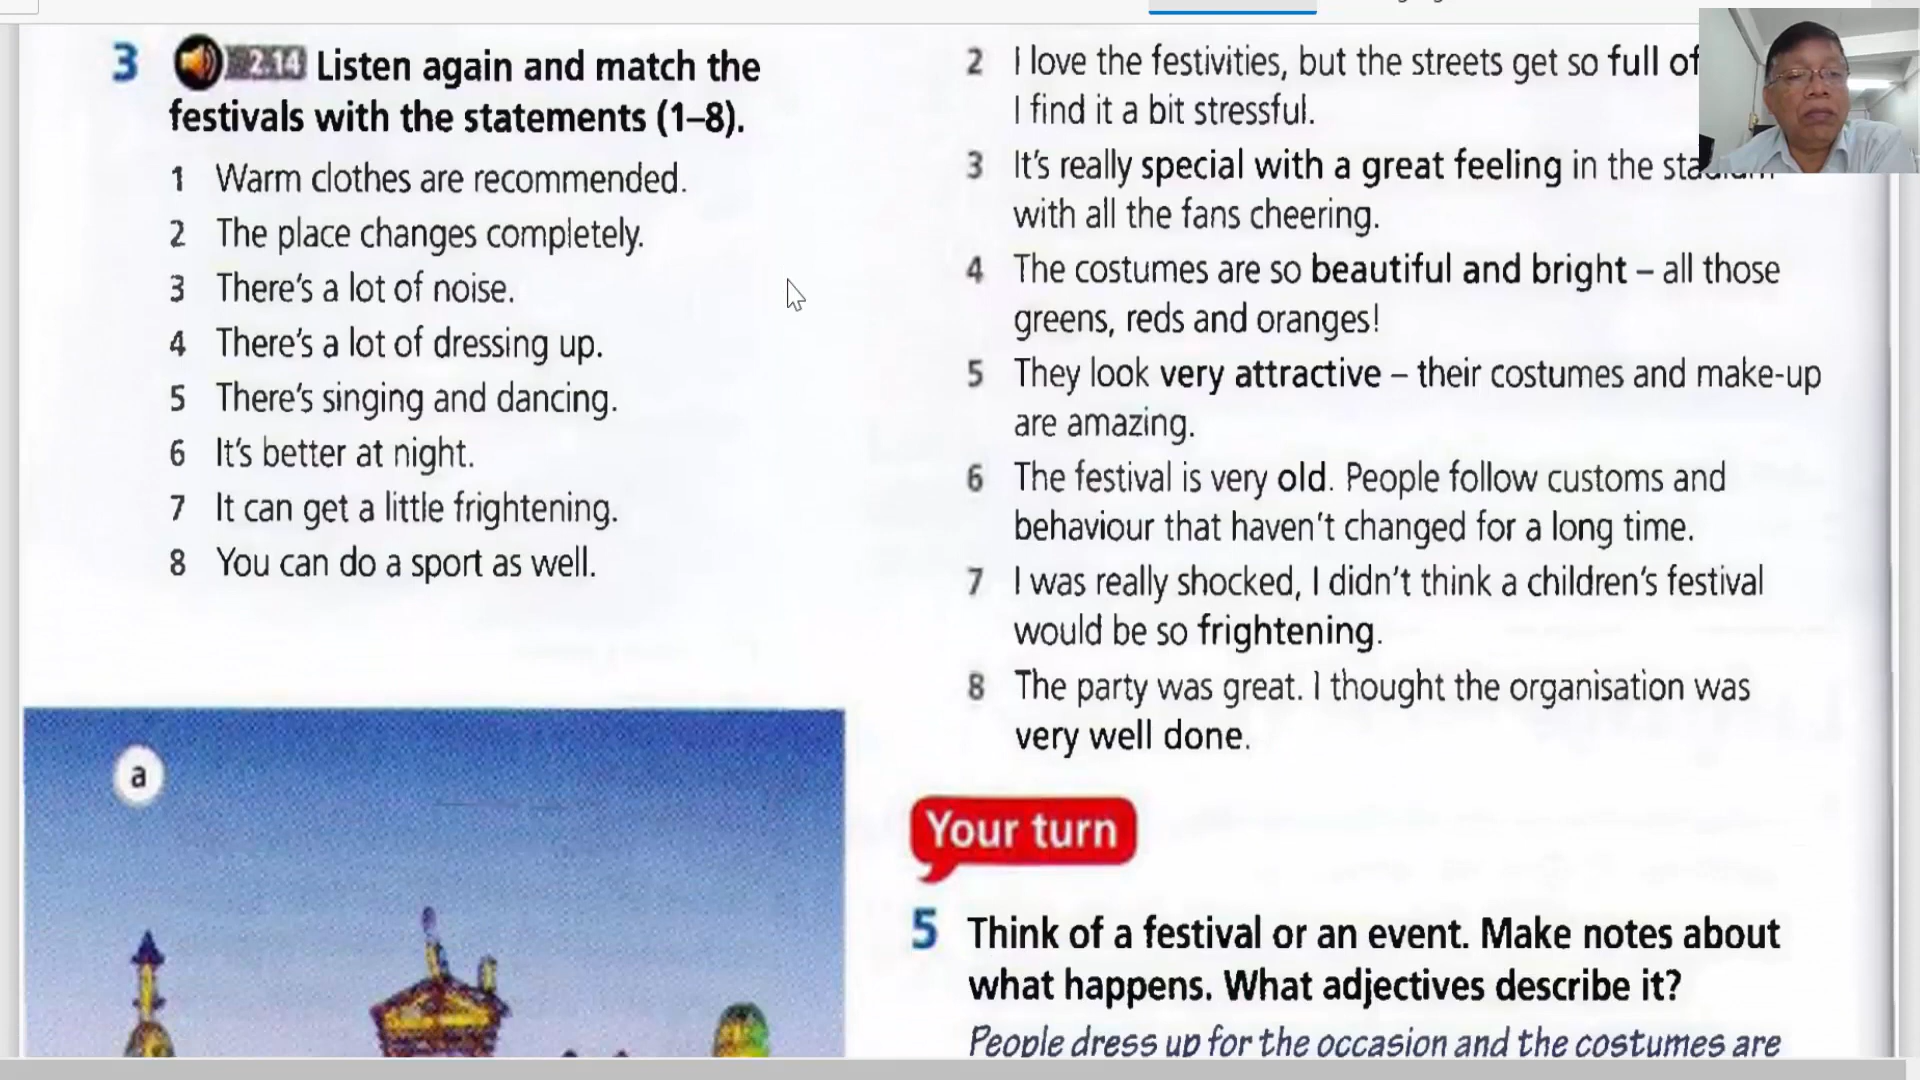 3 2.14 Listen again and match the
festivals with the statements (1–8).
1 Warm clothes are recommended.
2 The place changes completely.
3 There's a lot of noise.
4 There's a lot of dressing up.
5 There's singing and dancing.
6 It's better at night.
7 It can get a little frightening.
8 You can do a sport as well.
a
2 I love the festivities, but the streets get so full of
I find it a bit stressful.
3 It's really special with a great feeling in the stadium
with all the fans cheering.
4 The costumes are so beautiful and bright – all those
greens, reds and oranges!
5 They look very attractive – their costumes and make-up
are amazing.
6 The festival is very old. People follow customs and
behaviour that haven't changed for a long time.
7 I was really shocked, I didn't think a children's festival
would be so frightening.
8 The party was great. I thought the organisation was
very well done.
Your turn
5 Think of a festival or an event. Make notes about
what happens. What adjectives describe it?
People dress up for the occasion and the costumes are